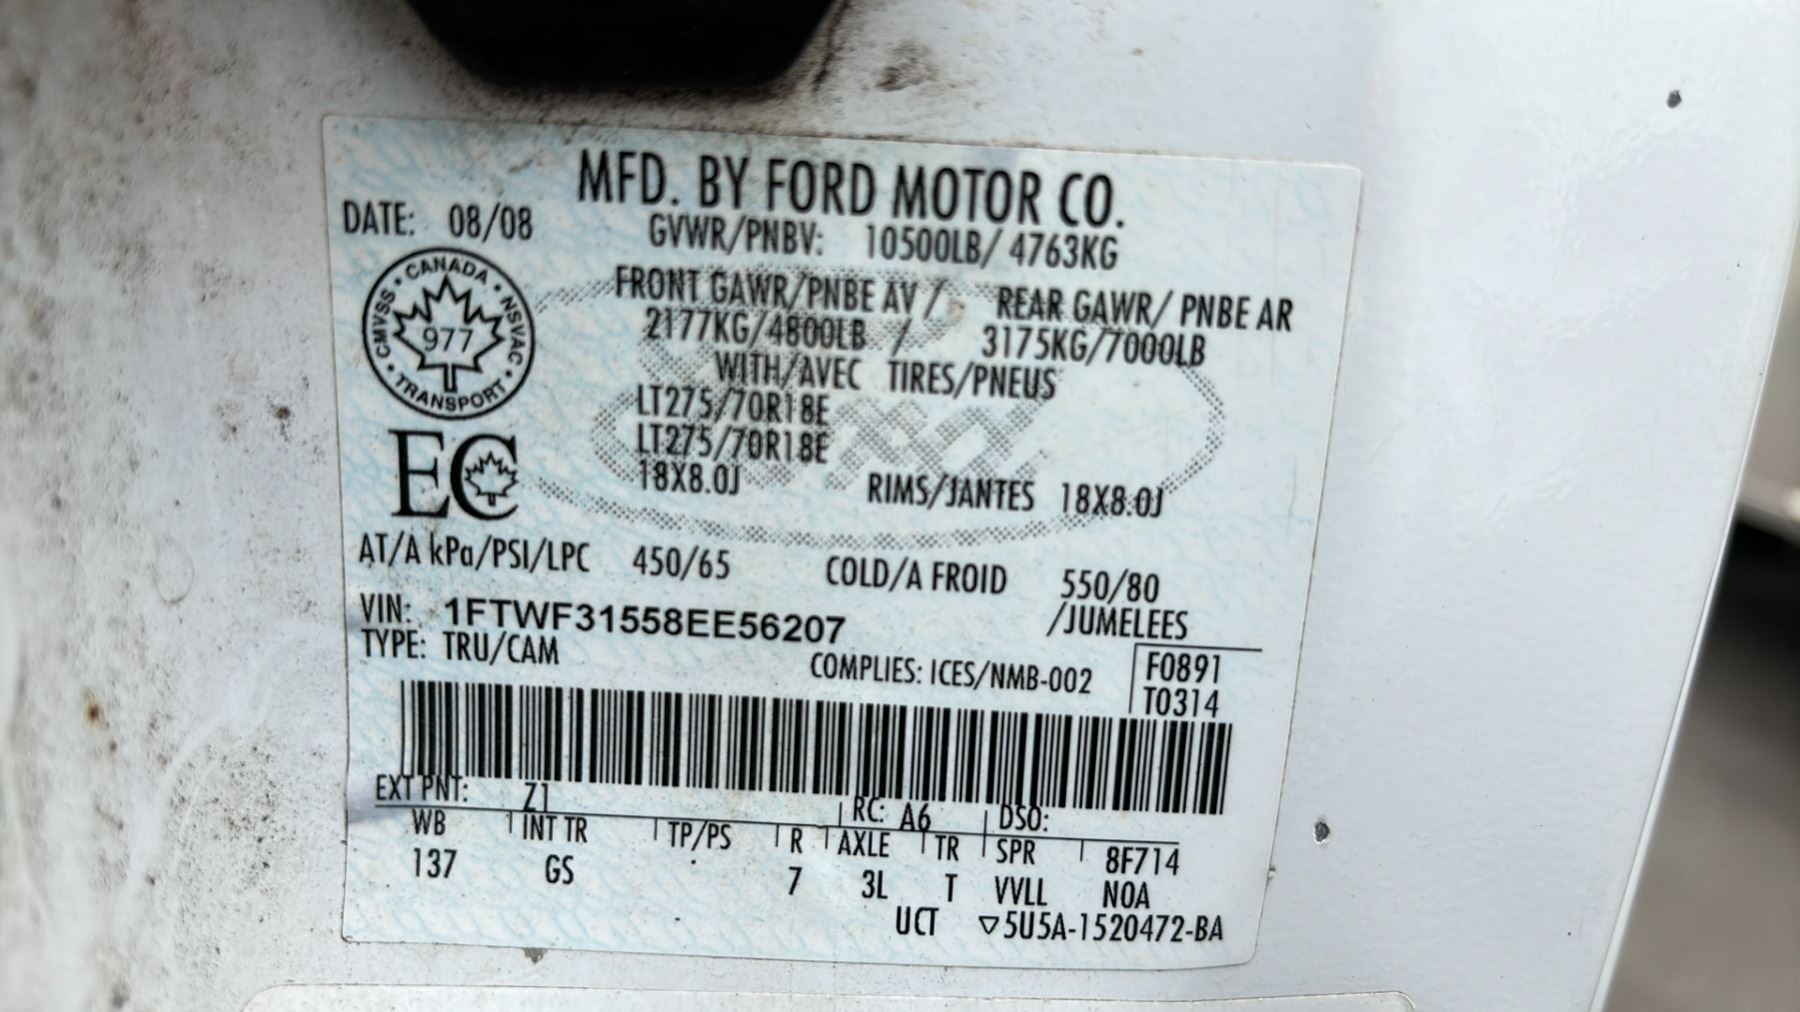 MFD. BY FORD MOTOR CO.
DATE: 08/08
GVWR/PNBV: 10500LB/ 4763KG
CANADA
CMVSS • NSVAC
977
TRANSPORT
FRONT GAWR/PNBE AV / REAR GAWR/ PNBE AR
2177KG/4800LB / 3175KG/7000LB
WITH/AVEC TIRES/PNEUS
LT275/70R18E
LT275/70R18E
18X8.0J RIMS/JANTES 18X8.0J
EC
AT/A kPa/PSI/LPC 450/65 COLD/A FROID 550/80
/JUMELEES
VIN: 1FTWF31558EE56207
TYPE: TRU/CAM
COMPLIES: ICES/NMB-002
F0891
T0314
EXT PNT: Z1 RC: A6 DSO:
WB INT TR TP/PS R AXLE TR SPR 8F714
137 GS 7 3L T VVLL NOA
UCT ▽5U5A-1520472-BA